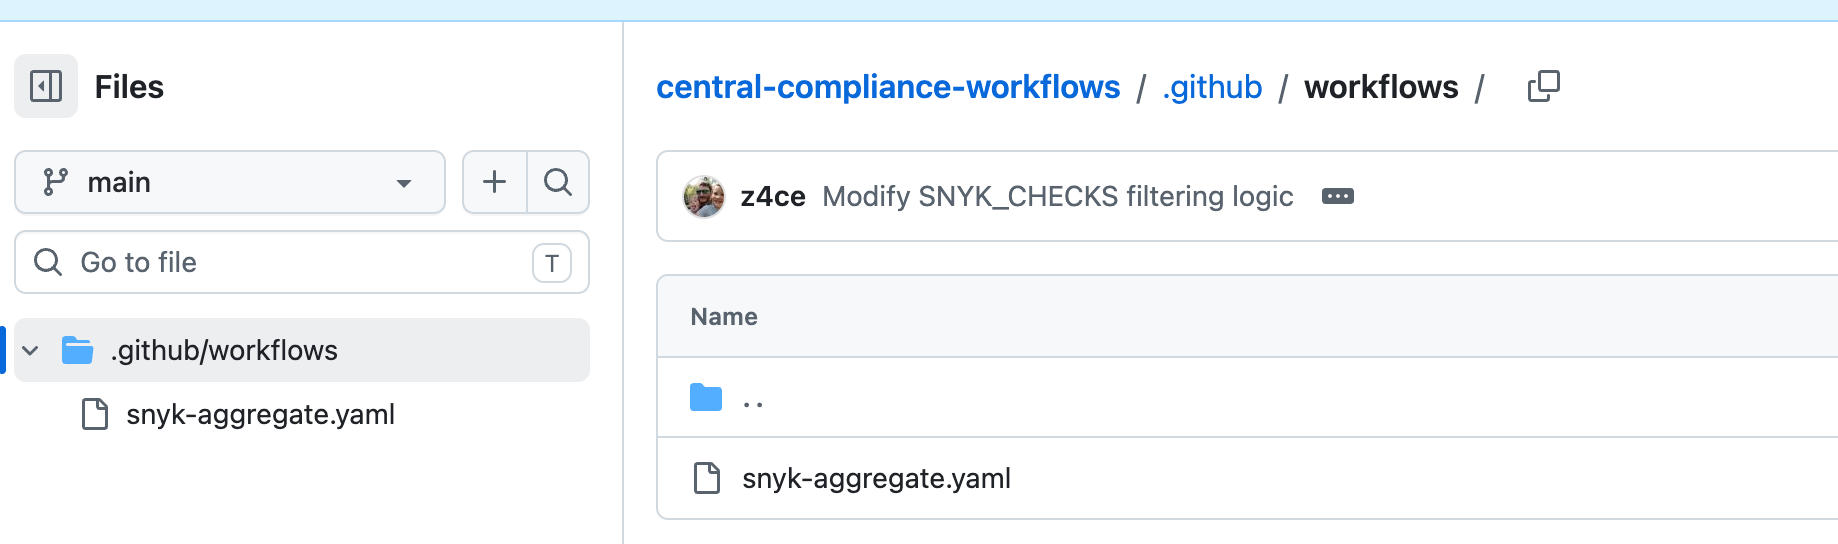 Files
main
Go to file
T
.github/workflows
snyk-aggregate.yaml
central-compliance-workflows / .github / workflows /
z4ce Modify SNYK_CHECKS filtering logic
Name
..
snyk-aggregate.yaml